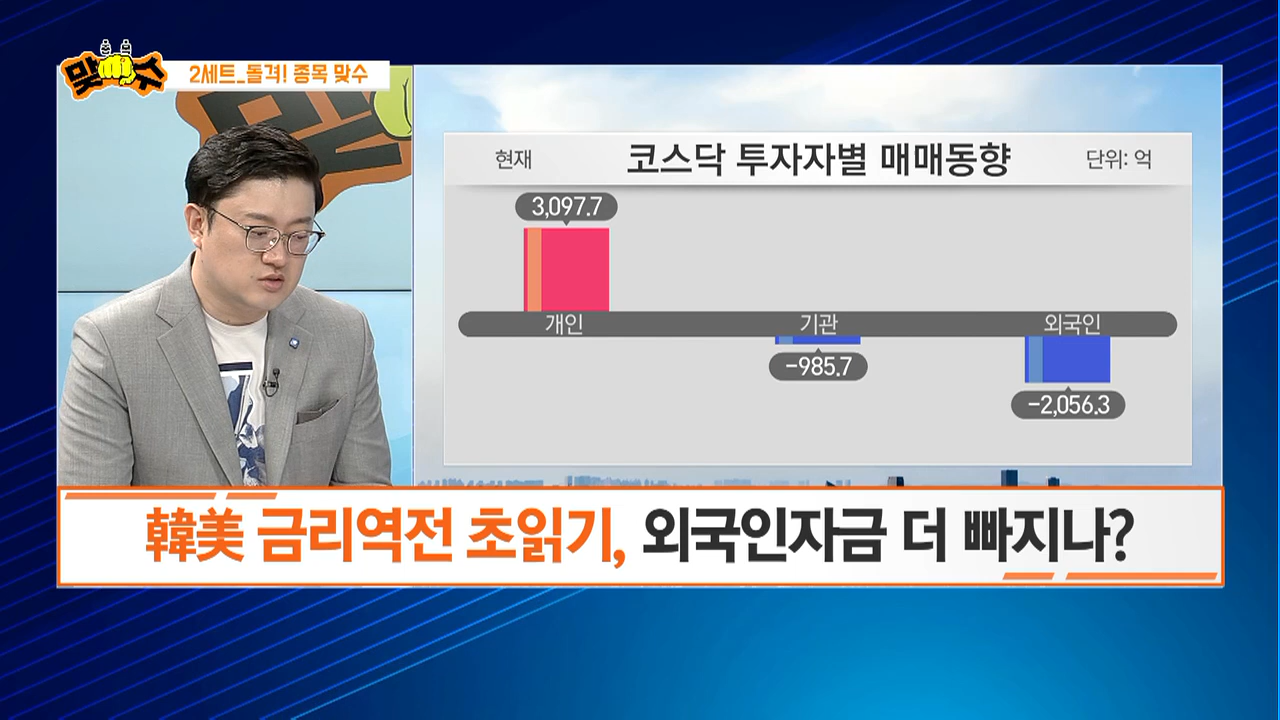 종목
맞수
2세트_돌격! 종목 맞수
현재
코스닥 투자자별 매매동향
단위: 억
3,097.7
개인
기관
외국인
-985.7
-2,056.3
韓美 금리역전 초읽기, 외국인자금 더 빠지나?